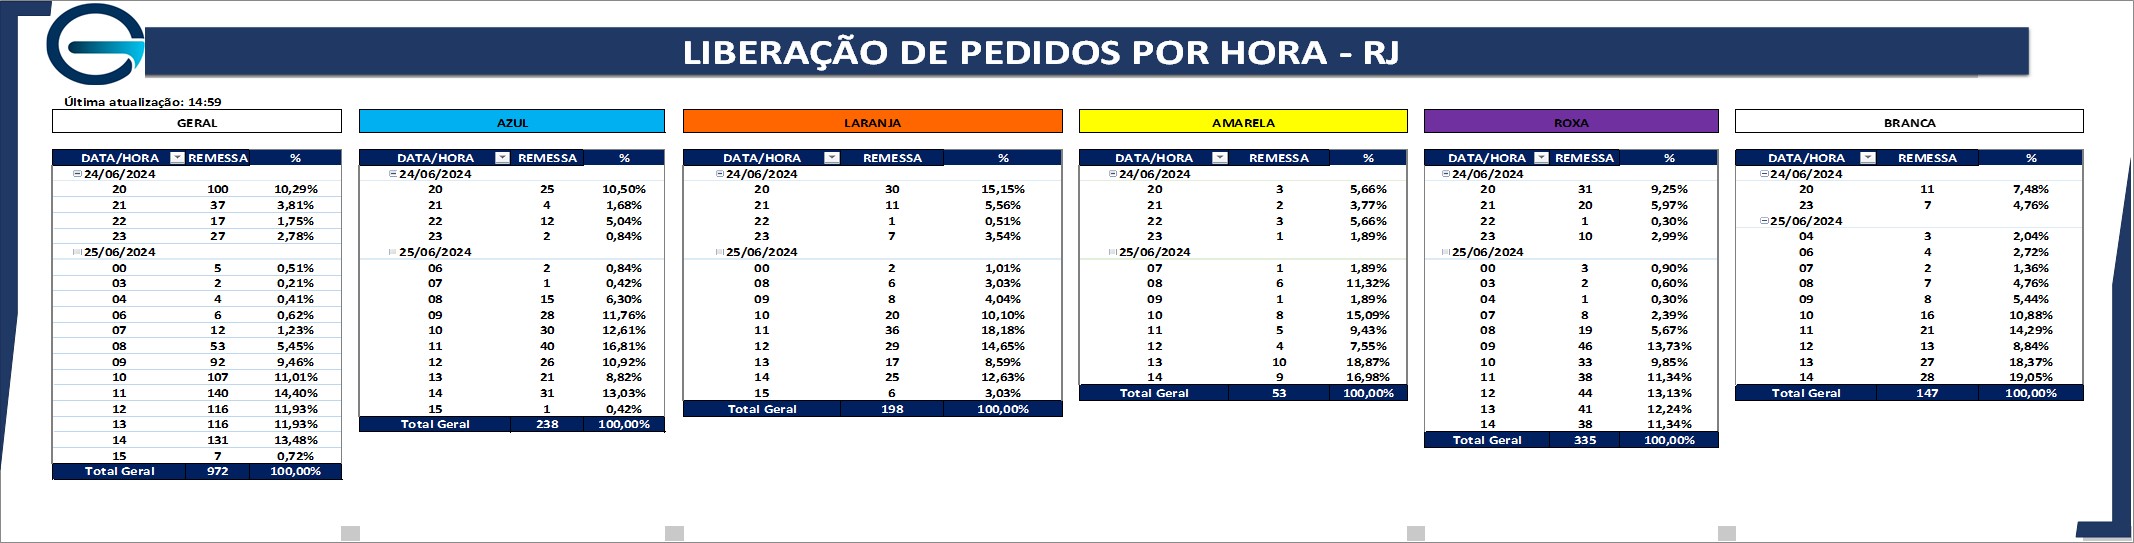 LIBERAÇÃO DE PEDIDOS POR HORA - RJ
Última atualização: 14:59
GERAL
DATA/HORA REMESSA %
24/06/2024
20 100 10,29%
21 37 3,81%
22 17 1,75%
23 27 2,78%
25/06/2024
00 5 0,51%
03 2 0,21%
04 4 0,41%
06 6 0,62%
07 12 1,23%
08 53 5,45%
09 92 9,46%
10 107 11,01%
11 140 14,40%
12 116 11,93%
13 116 11,93%
14 131 13,48%
15 7 0,72%
Total Geral 972 100,00%
AZUL
DATA/HORA REMESSA %
24/06/2024
20 25 10,50%
21 4 1,68%
22 12 5,04%
23 2 0,84%
25/06/2024
06 2 0,84%
07 1 0,42%
08 15 6,30%
09 28 11,76%
10 30 12,61%
11 40 16,81%
12 26 10,92%
13 21 8,82%
14 31 13,03%
15 1 0,42%
Total Geral 238 100,00%
LARANJA
DATA/HORA REMESSA %
24/06/2024
20 30 15,15%
21 11 5,56%
22 1 0,51%
23 7 3,54%
25/06/2024
00 2 1,01%
08 6 3,03%
09 8 4,04%
10 20 10,10%
11 36 18,18%
12 29 14,65%
13 17 8,59%
14 25 12,63%
15 6 3,03%
Total Geral 198 100,00%
AMARELA
DATA/HORA REMESSA %
24/06/2024
20 3 5,66%
21 2 3,77%
22 3 5,66%
23 1 1,89%
25/06/2024
07 1 1,89%
08 6 11,32%
09 1 1,89%
10 8 15,09%
11 5 9,43%
12 4 7,55%
13 10 18,87%
14 9 16,98%
Total Geral 53 100,00%
ROXA
DATA/HORA REMESSA %
24/06/2024
20 31 9,25%
21 20 5,97%
22 1 0,30%
23 10 2,99%
25/06/2024
00 3 0,90%
03 2 0,60%
04 1 0,30%
07 8 2,39%
08 19 5,67%
09 46 13,73%
10 33 9,85%
11 38 11,34%
12 44 13,13%
13 41 12,24%
14 38 11,34%
Total Geral 335 100,00%
BRANCA
DATA/HORA REMESSA %
24/06/2024
20 11 7,48%
23 7 4,76%
25/06/2024
04 3 2,04%
06 4 2,72%
07 2 1,36%
08 7 4,76%
09 8 5,44%
10 16 10,88%
11 21 14,29%
12 13 8,84%
13 27 18,37%
14 28 19,05%
Total Geral 147 100,00%